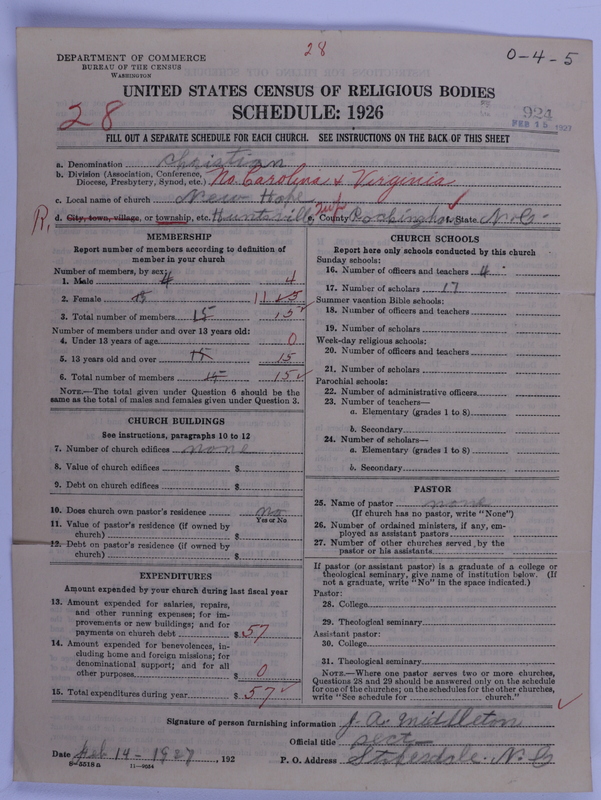 28
0-4-5
DEPARTMENT OF COMMERCE
BUREAU OF THE CENSUS
WASHINGTON
UNITED STATES CENSUS OF RELIGIOUS BODIES
SCHEDULE: 1926
28
924
FEB 15 1927
FILL OUT A SEPARATE SCHEDULE FOR EACH CHURCH. SEE INSTRUCTIONS ON THE BACK OF THIS SHEET
a. Denomination Christian
b. Division (Association, Conference, Diocese, Presbytery, Synod, etc.) No. Carolina & Virginia
c. Local name of church New Hope
R, d. City, town, village, or township, etc. Huntsville twp e. County Rockingham f. State N.C.
MEMBERSHIP
Report number of members according to definition of
member in your church
Number of members, by sex:
1. Male 4 4
2. Female 11 15
3. Total number of members 15 15
Number of members under and over 13 years old:
4. Under 13 years of age 0
5. 13 years old and over 15 15
6. Total number of members 15 15
NOTE.—The total given under Question 6 should be
same as the total of males and females given under Question 3.
CHURCH BUILDINGS
See instructions, paragraphs 10 to 12
7. Number of church edifices none
8. Value of church edifices $
9. Debt on church edifices $
10. Does church own pastor's residence no
Yes or No
11. Value of pastor's residence (if owned by
church) $
12. Debt on pastor's residence (if owned by
church) $
EXPENDITURES
Amount expended by your church during last fiscal year
13. Amount expended for salaries, repairs,
and other running expenses; for im-
provements or new buildings; and for
payments on church debt $ 57
14. Amount expended for benevolences, in-
cluding home and foreign missions; for
denominational support; and for all
other purposes $ 0
15. Total expenditures during year $ 57
CHURCH SCHOOLS
Report here only schools conducted by this church
Sunday schools:
16. Number of officers and teachers 4
17. Number of scholars 17
Summer vacation Bible schools:
18. Number of officers and teachers
19. Number of scholars
Week-day religious schools:
20. Number of officers and teachers
21. Number of scholars
Parochial schools:
22. Number of administrative officers
23. Number of teachers—
a. Elementary (grades 1 to 8)
b. Secondary
24. Number of scholars—
a. Elementary (grades 1 to 8)
b. Secondary
PASTOR
25. Name of pastor none
(If church has no pastor, write "None")
26. Number of ordained ministers, if any, em-
ployed as assistant pastors
27. Number of other churches served by the
pastor or his assistants
If pastor (or assistant pastor) is a graduate of a college or
theological seminary, give name of institution below. (If
not a graduate, write "No" in the space indicated.)
Pastor:
28. College
29. Theological seminary
Assistant pastor:
30. College
31. Theological seminary
NOTE.—Where one pastor serves two or more churches,
Questions 28 and 29 should be answered only on the schedule
for one of the churches; on the schedules for the other churches,
write "See schedule for church."
Signature of person furnishing information J. A. Middleton
Official title sect
Date Feb 14-1927, 192 P. O. Address Stokesdale. N.C
8-5518 a 11-9034